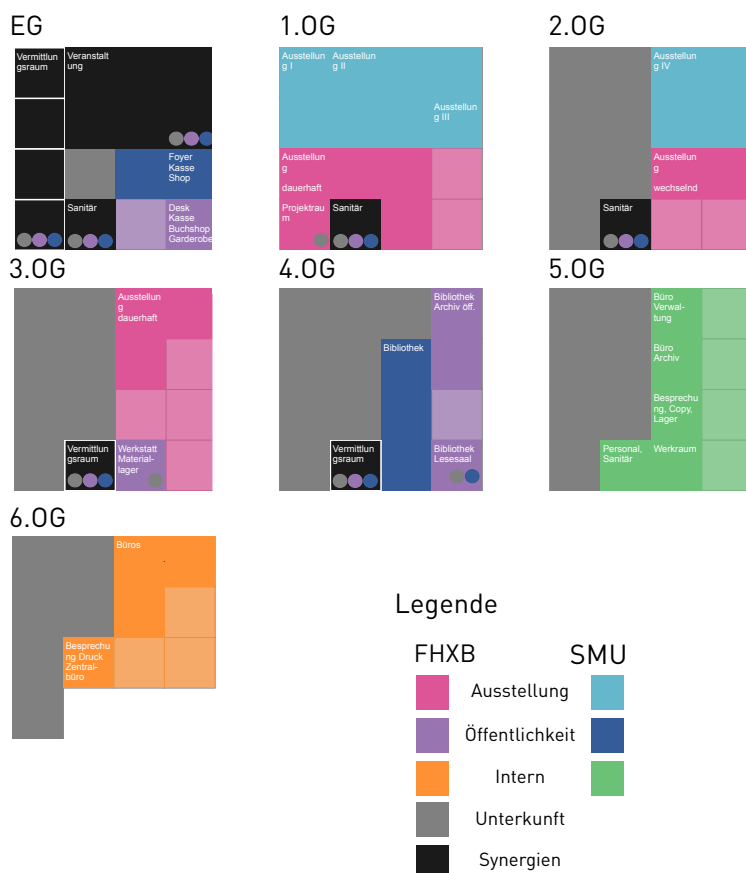 EG
Vermittlun
gsraum
Veranstalt
ung
Foyer
Kasse
Shop
Sanitär
Desk
Kasse
Buchshop
Garderobe
1.OG
Ausstellun
g I
Ausstellun
g II
Ausstellun
g III
Ausstellun
g
dauerhaft
Projektrau
m
Sanitär
2.OG
Ausstellun
g IV
Ausstellun
g
wechselnd
Sanitär
3.OG
Ausstellun
g
dauerhaft
Vermittlun
gsraum
Werkstatt
Material-
lager
4.OG
Bibliothek
Archiv öff.
Bibliothek
Vermittlun
gsraum
Bibliothek
Lesesaal
5.OG
Büro
Verwal-
tung
Büro
Archiv
Besprechu
ng, Copy,
Lager
Personal,
Sanitär
Werkraum
6.OG
Büros
Besprechu
ng Druck
Zentral-
büro
Legende
FHXB SMU
Ausstellung
Öffentlichkeit
Intern
Unterkunft
Synergien